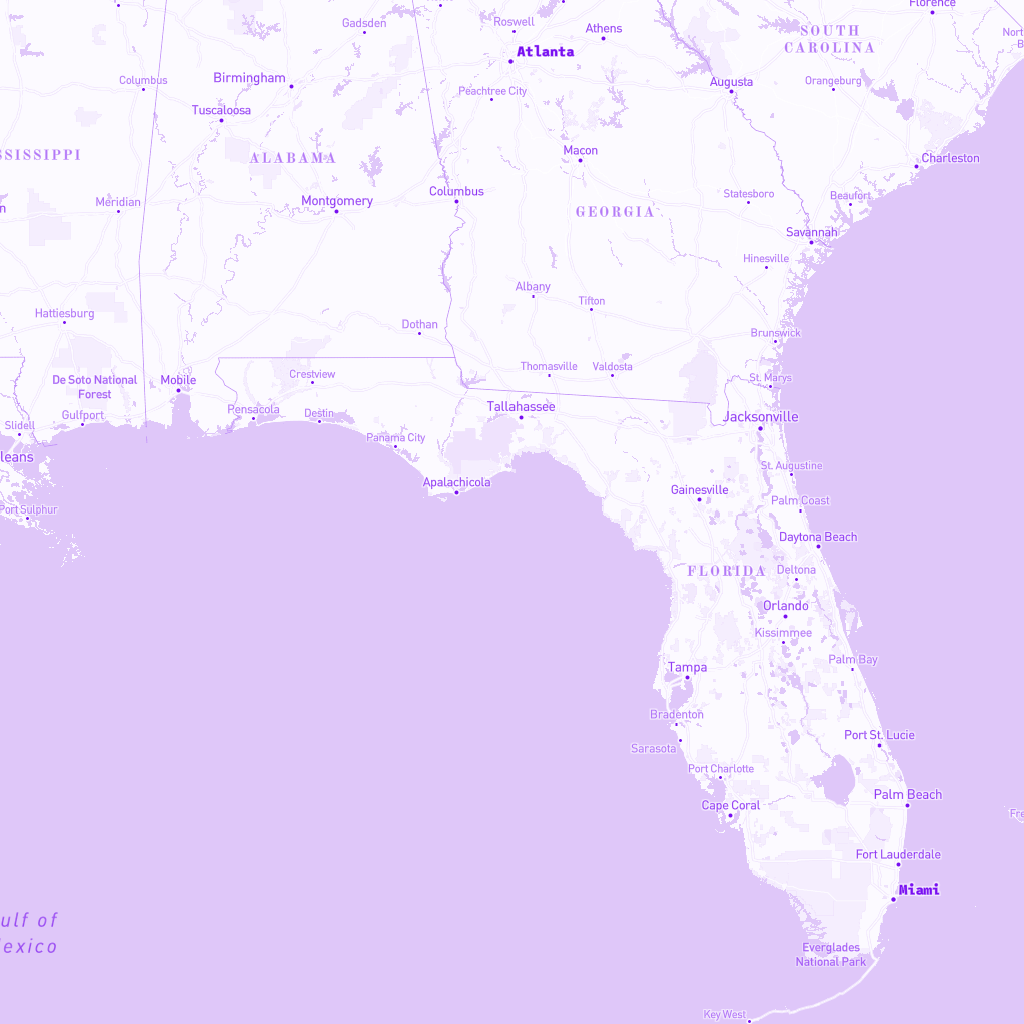 Florence
SOUTH
CAROLINA
Gadsden
Roswell
Athens
Atlanta
Birmingham
Columbus
Peachtree City
Augusta
Orangeburg
Tuscaloosa
ALABAMA
Macon
Charleston
Meridian
Montgomery
Columbus
GEORGIA
Statesboro
Beaufort
Savannah
Hinesville
Albany
Tifton
Hattiesburg
Dothan
Brunswick
De Soto National
Forest
Mobile
Crestview
Thomasville
Valdosta
St. Marys
Gulfport
Pensacola
Destin
Tallahassee
Jacksonville
Slidell
Panama City
leans
St. Augustine
Apalachicola
Gainesville
Palm Coast
Port Sulphur
Daytona Beach
FLORIDA
Deltona
Orlando
Kissimmee
Tampa
Palm Bay
Bradenton
Sarasota
Port St. Lucie
Port Charlotte
Palm Beach
Cape Coral
Fort Lauderdale
Miami
ulf of
exico
Everglades
National Park
Key West